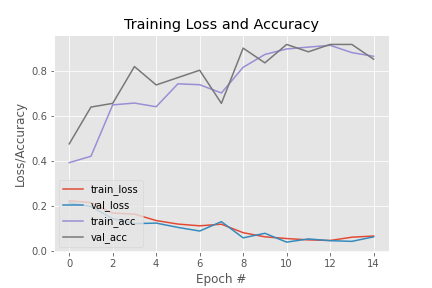 Training Loss and Accuracy
Loss/Accuracy
0.8
0.6
0.4
0.2
0.0
train_loss
val_loss
train_acc
val_acc
0 2 4 6 8 10 12 14
Epoch #